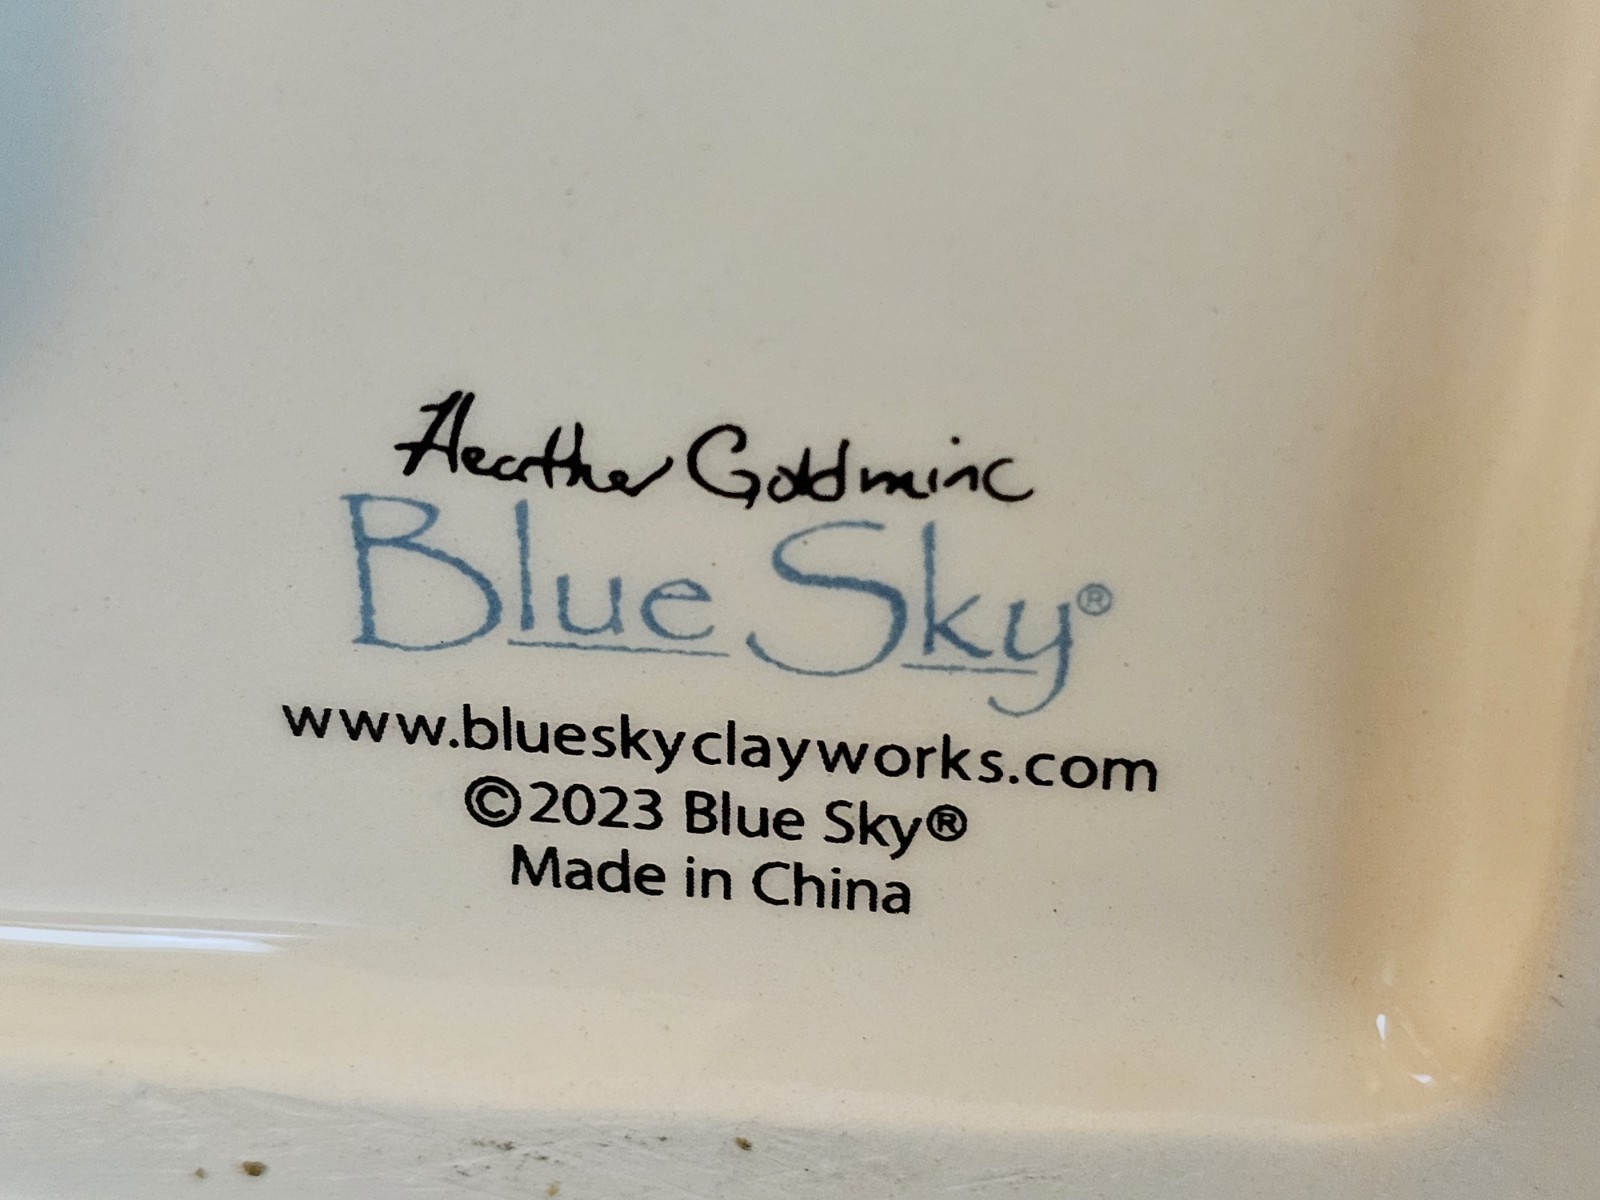 Heather Goldminc
Blue Sky®
www.blueskyclayworks.com
©2023 Blue Sky®
Made in China